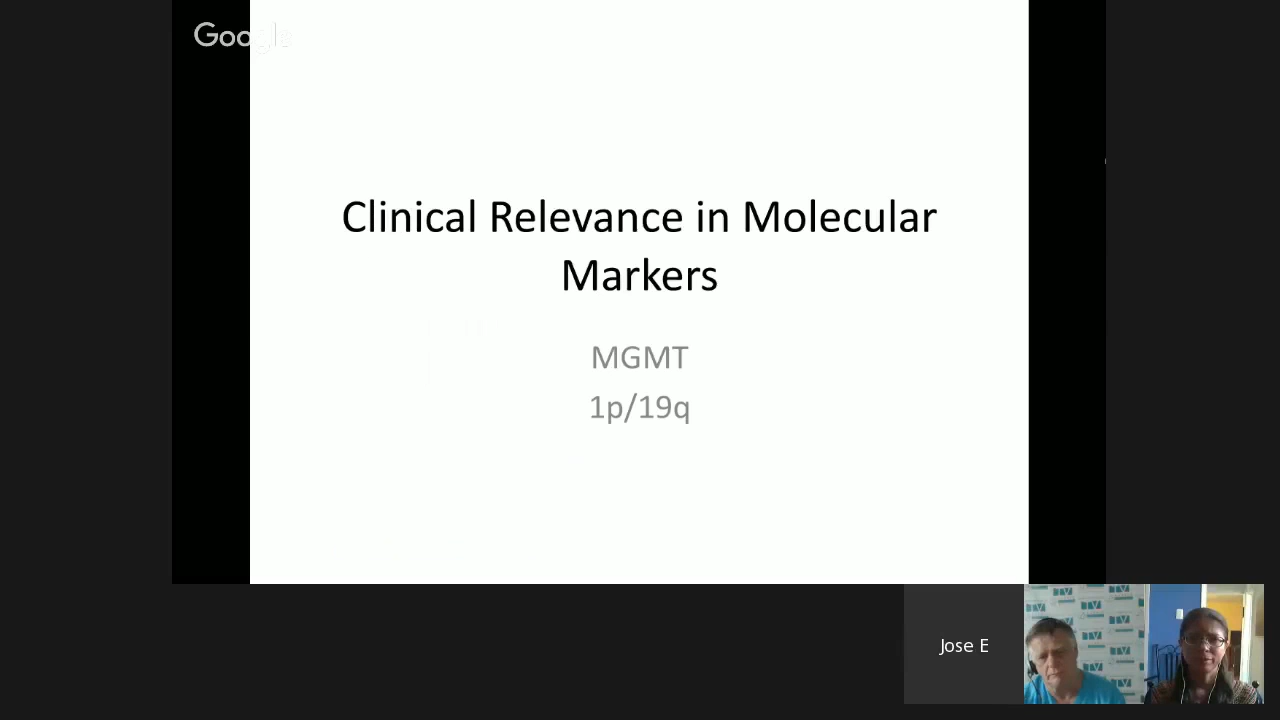 Google
Clinical Relevance in Molecular
Markers
MGMT
1p/19q
Jose E